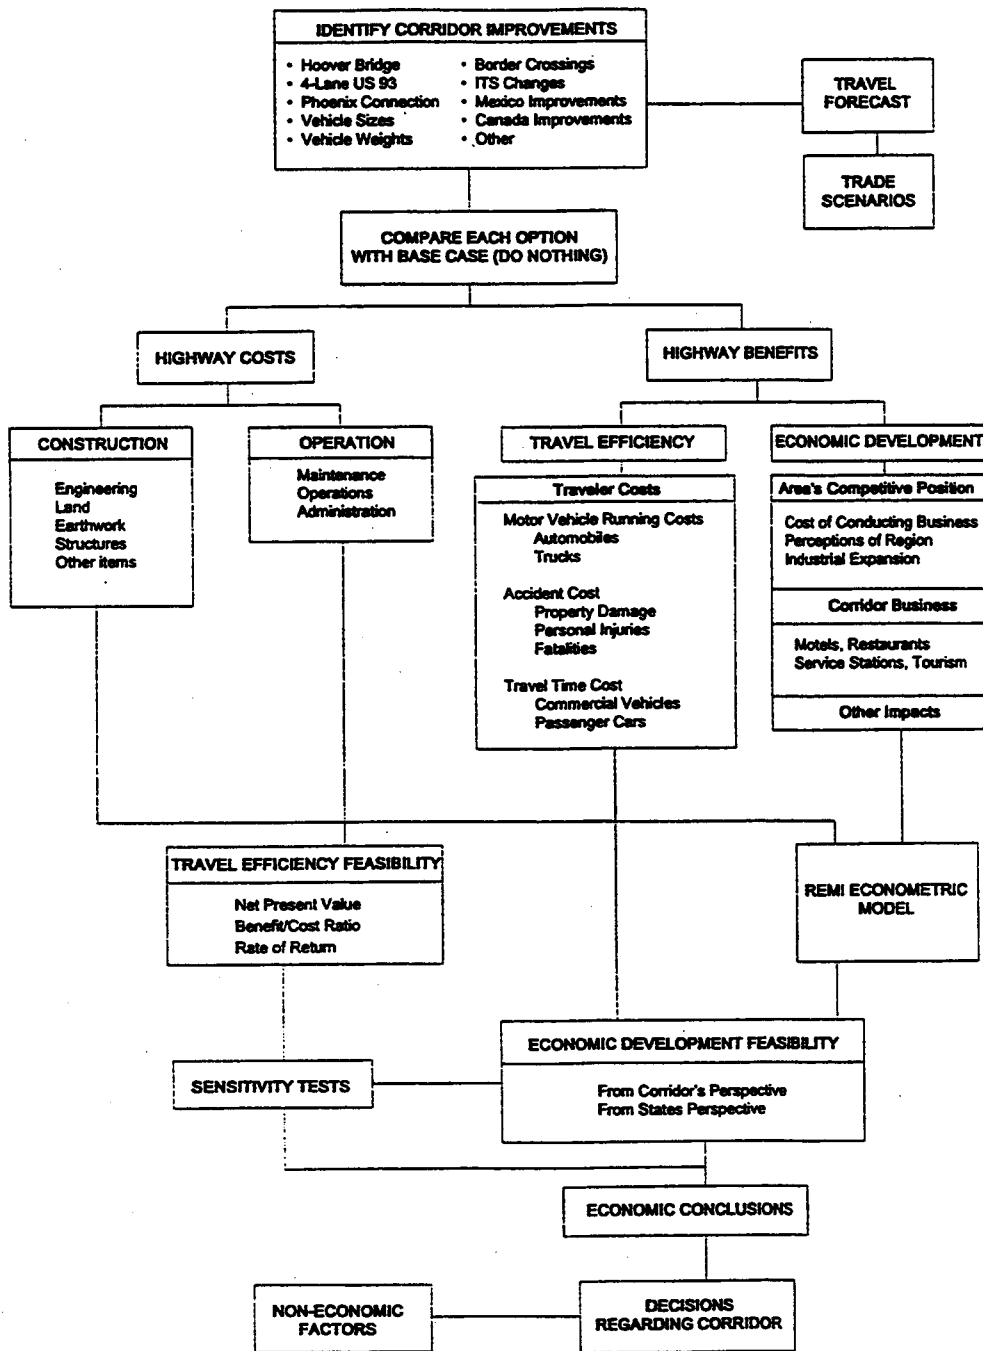 IDENTIFY CORRIDOR IMPROVEMENTS
• Hoover Bridge
• 4-Lane US 93
• Phoenix Connection
• Vehicle Sizes
• Vehicle Weights
• Border Crossings
• ITS Changes
• Mexico Improvements
• Canada Improvements
• Other
TRAVEL
FORECAST
TRADE
SCENARIOS
COMPARE EACH OPTION
WITH BASE CASE (DO NOTHING)
HIGHWAY COSTS
HIGHWAY BENEFITS
CONSTRUCTION
Engineering
Land
Earthwork
Structures
Other items
OPERATION
Maintenance
Operations
Administration
TRAVEL EFFICIENCY
Traveler Costs
Motor Vehicle Running Costs
Automobiles
Trucks
Accident Cost
Property Damage
Personal Injuries
Fatalities
Travel Time Cost
Commercial Vehicles
Passenger Cars
ECONOMIC DEVELOPMENT
Area's Competitive Position
Cost of Conducting Business
Perceptions of Region
Industrial Expansion
Corridor Business
Motels, Restaurants
Service Stations, Tourism
Other Impacts
TRAVEL EFFICIENCY FEASIBILITY
Net Present Value
Benefit/Cost Ratio
Rate of Return
REMI ECONOMETRIC
MODEL
SENSITIVITY TESTS
ECONOMIC DEVELOPMENT FEASIBILITY
From Corridor's Perspective
From States Perspective
ECONOMIC CONCLUSIONS
NON-ECONOMIC
FACTORS
DECISIONS
REGARDING CORRIDOR